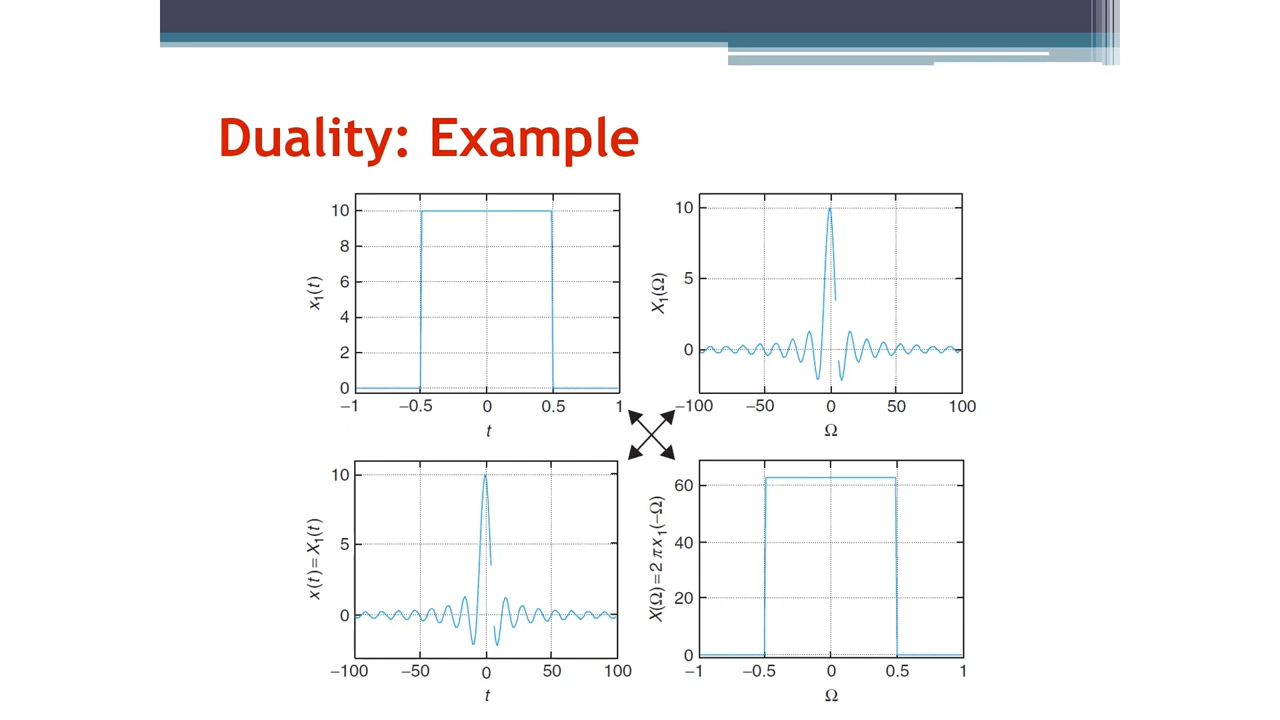 Duality: Example
10
8
6
4
2
0
x₁(t)
−1 −0.5 0 0.5 1
t
10
5
0
X₁(Ω)
−100 −50 0 50 100
Ω
10
5
0
x(t) = X₁(t)
−100 −50 0 50 100
t
60
40
20
0
X(Ω) = 2 π x₁(−Ω)
−1 −0.5 0 0.5 1
Ω